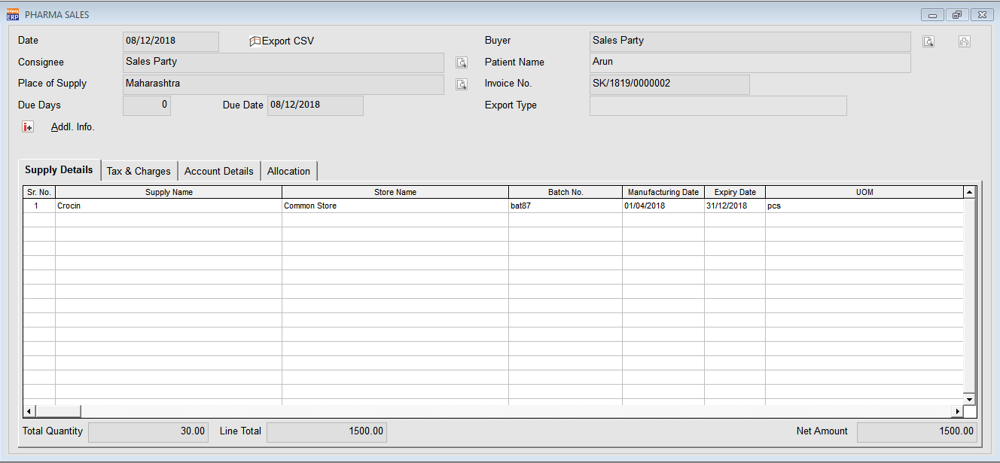 Udyog
ERP PHARMA SALES
Date 08/12/2018 Export CSV Buyer Sales Party
Consignee Sales Party Patient Name Arun
Place of Supply Maharashtra Invoice No. SK/1819/0000002
Due Days 0 Due Date 08/12/2018 Export Type
i+ Addl. Info.
Supply Details Tax & Charges Account Details Allocation
Sr. No. Supply Name Store Name Batch No. Manufacturing Date Expiry Date UOM
1 Crocin Common Store bat87 01/04/2018 31/12/2018 pcs
Total Quantity 30.00 Line Total 1500.00 Net Amount 1500.00